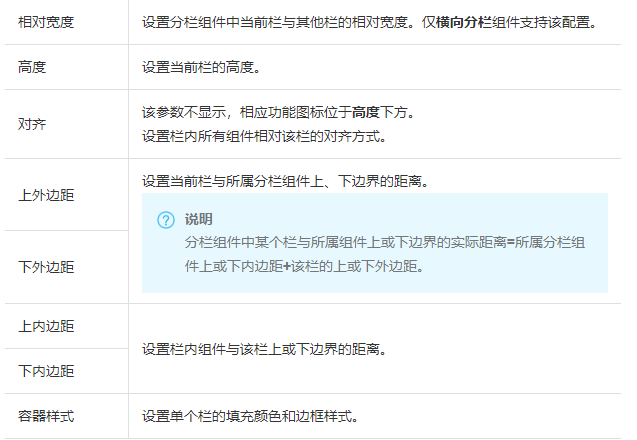 相对宽度
设置分栏组件中当前栏与其他栏的相对宽度。仅横向分栏组件支持该配置。
高度
设置当前栏的高度。
对齐
该参数不显示，相应功能图标位于高度下方。
设置栏内所有组件相对该栏的对齐方式。
上外边距
设置当前栏与所属分栏组件上、下边界的距离。
说明
分栏组件中某个栏与所属组件上或下边界的实际距离=所属分栏组
件上或下内边距+该栏的上或下外边距。
下外边距
上内边距
设置栏内组件与该栏上或下边界的距离。
下内边距
容器样式
设置单个栏的填充颜色和边框样式。